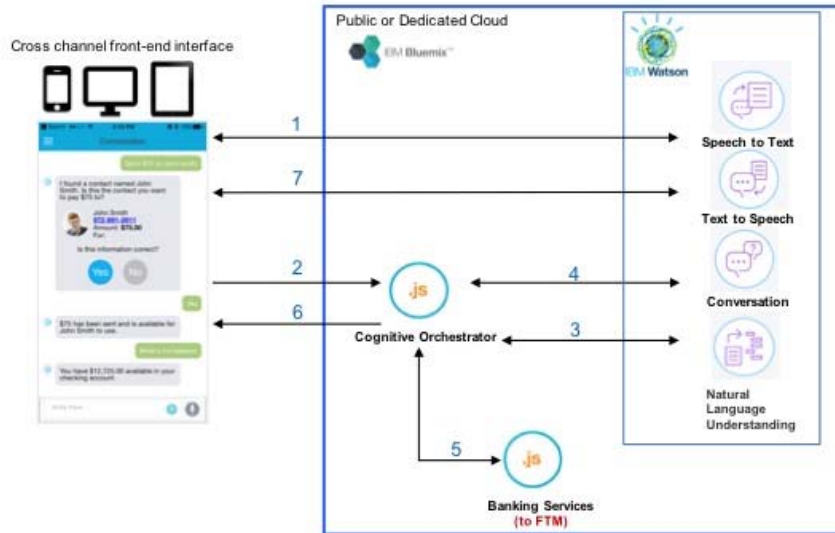 Public or Dedicated Cloud
IBM Bluemix™
IBM Watson
Cross channel front-end interface
Conversation
I found a contact named John
Smith. Is this the contact you want
to pay $75 to?
John Smith
Amount: $75.00
For:
Is this information correct?
Yes
No
Yes
$75 has been sent and is available for
John Smith to use.
You have $12,725.00 available in your
checking account.
1
Speech to Text
7
Text to Speech
2
.js
4
Conversation
6
Cognitive Orchestrator
3
Natural
Language
Understanding
5
.js
Banking Services
(to FTM)